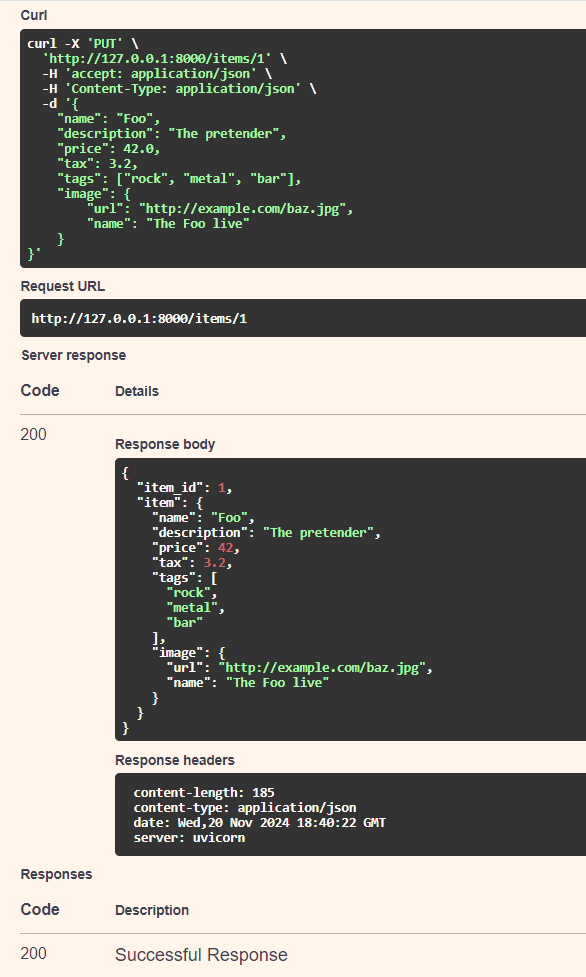 Curl
curl -X 'PUT' \
  'http://127.0.0.1:8000/items/1' \
  -H 'accept: application/json' \
  -H 'Content-Type: application/json' \
  -d '{
    "name": "Foo",
    "description": "The pretender",
    "price": 42.0,
    "tax": 3.2,
    "tags": ["rock", "metal", "bar"],
    "image": {
        "url": "http://example.com/baz.jpg",
        "name": "The Foo live"
    }
}'
Request URL
http://127.0.0.1:8000/items/1
Server response
Code Details
200
Response body
{
  "item_id": 1,
  "item": {
    "name": "Foo",
    "description": "The pretender",
    "price": 42,
    "tax": 3.2,
    "tags": [
      "rock",
      "metal",
      "bar"
    ],
    "image": {
      "url": "http://example.com/baz.jpg",
      "name": "The Foo live"
    }
  }
}
Response headers
content-length: 185
content-type: application/json
date: Wed,20 Nov 2024 18:40:22 GMT
server: uvicorn
Responses
Code Description
200 Successful Response